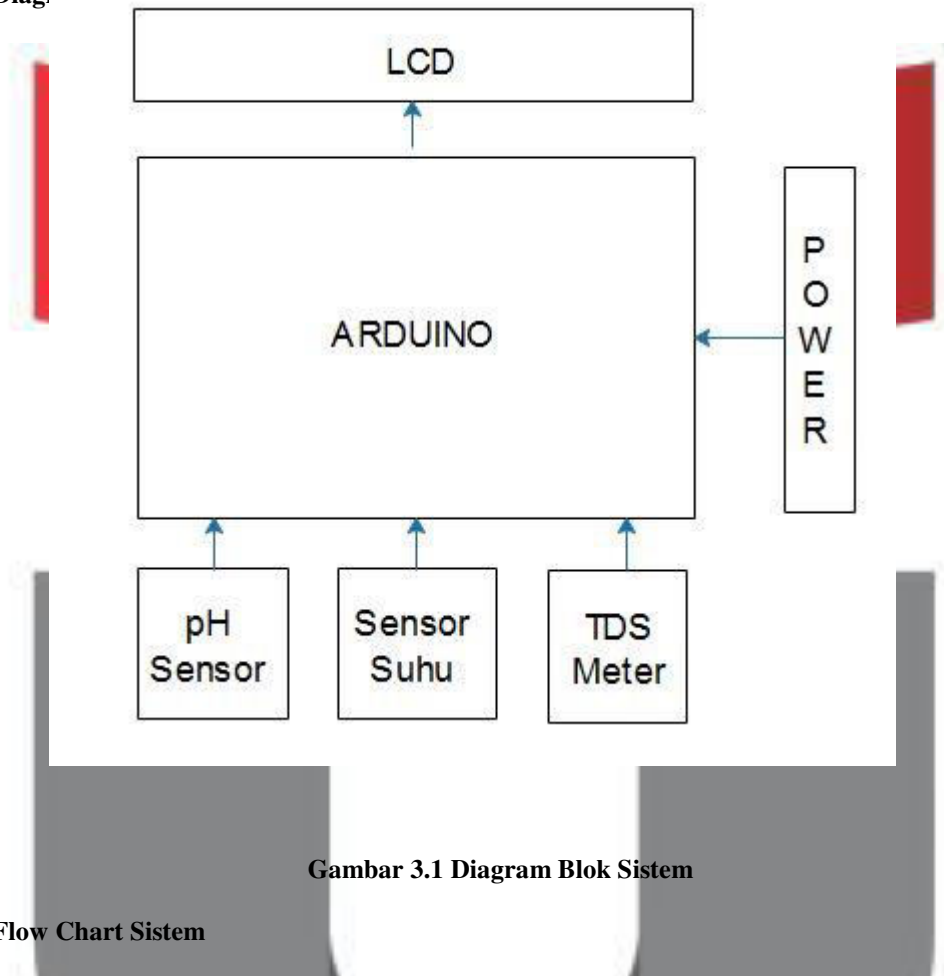 LCD
ARDUINO
P
O
W
E
R
pH
Sensor
Sensor
Suhu
TDS
Meter
Gambar 3.1 Diagram Blok Sistem
Flow Chart Sistem